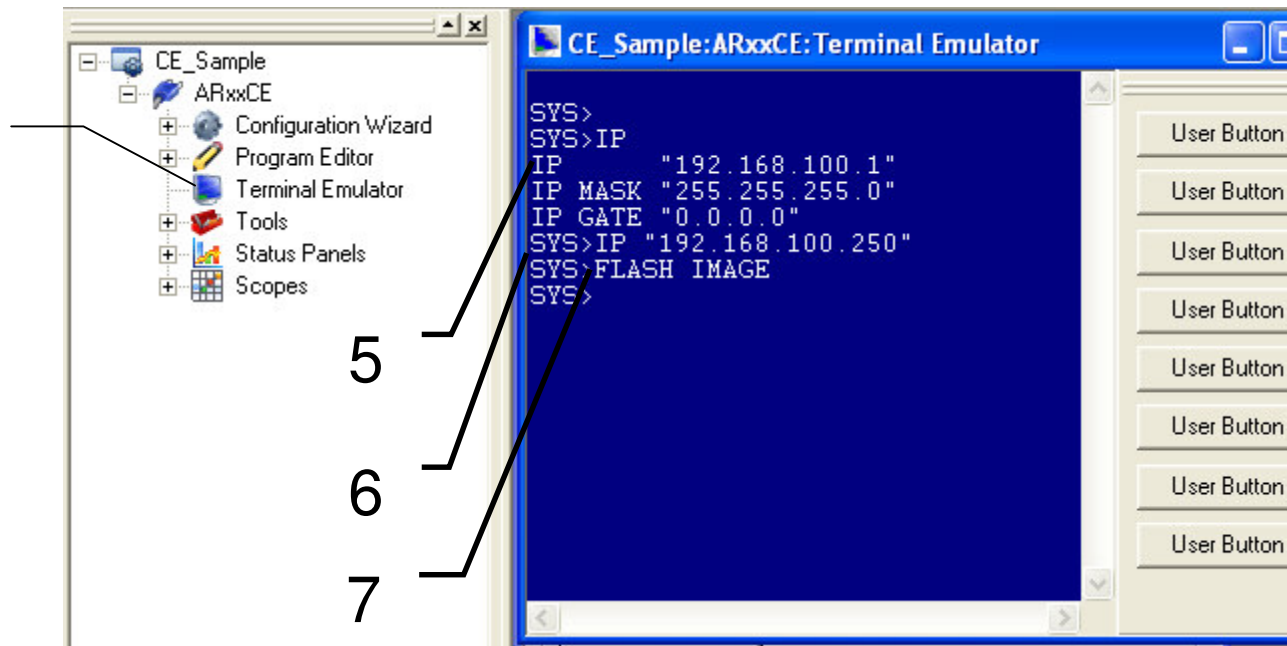 CE_Sample
ARxxCE
Configuration Wizard
Program Editor
Terminal Emulator
Tools
Status Panels
Scopes
5
6
7
CE_Sample:ARxxCE:Terminal Emulator
SYS>
SYS>IP
IP "192.168.100.1"
IP MASK "255.255.255.0"
IP GATE "0.0.0.0"
SYS>IP "192.168.100.250"
SYS>FLASH IMAGE
SYS>
User Button
User Button
User Button
User Button
User Button
User Button
User Button
User Button